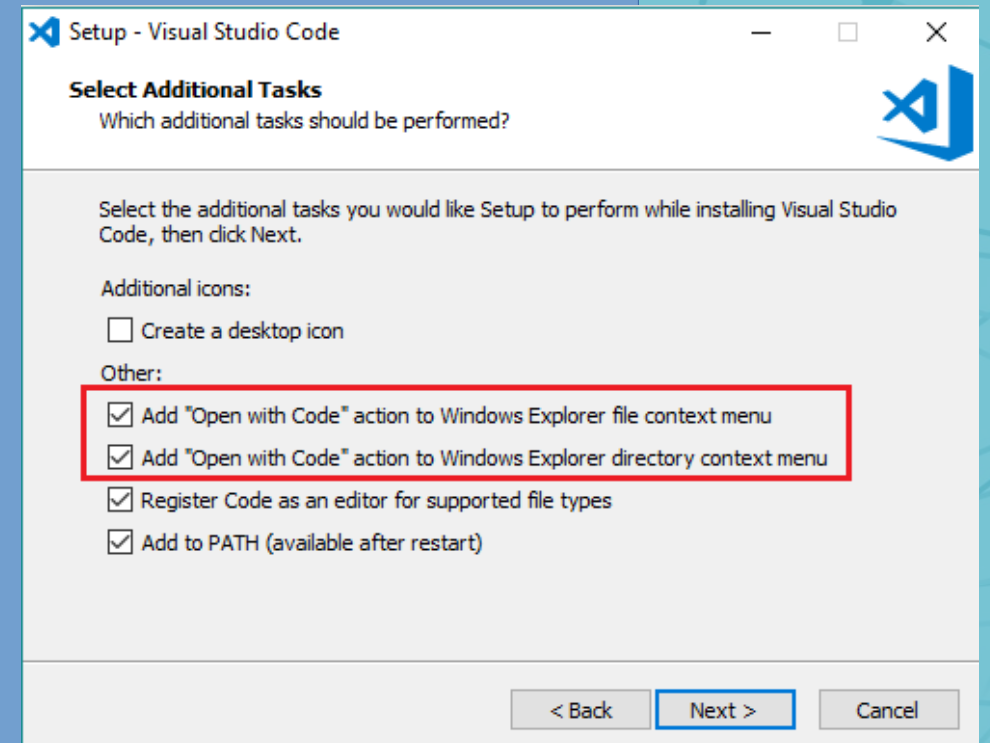 Setup - Visual Studio Code
Select Additional Tasks
Which additional tasks should be performed?
Select the additional tasks you would like Setup to perform while installing Visual Studio
Code, then click Next.
Additional icons:
Create a desktop icon
Other:
Add "Open with Code" action to Windows Explorer file context menu
Add "Open with Code" action to Windows Explorer directory context menu
Register Code as an editor for supported file types
Add to PATH (available after restart)
< Back Next > Cancel